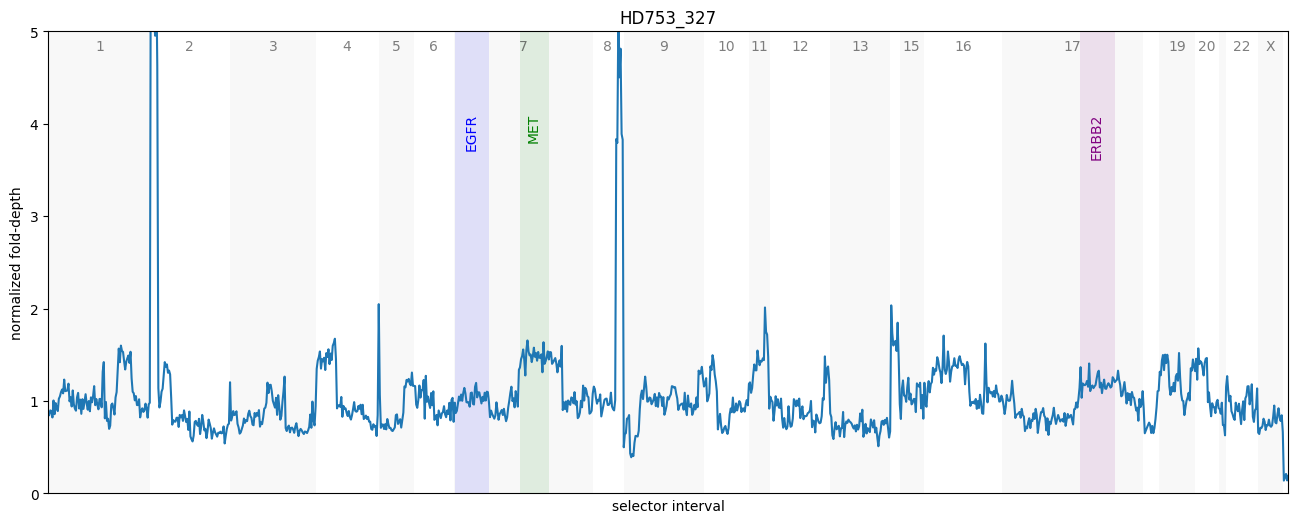 HD753_327
1 2 3 4 5 6 7 8 9 10 11 12 13 15 16 17 19 20 22 X
EGFR
MET
ERBB2
normalized fold-depth
5
4
3
2
1
0
selector interval